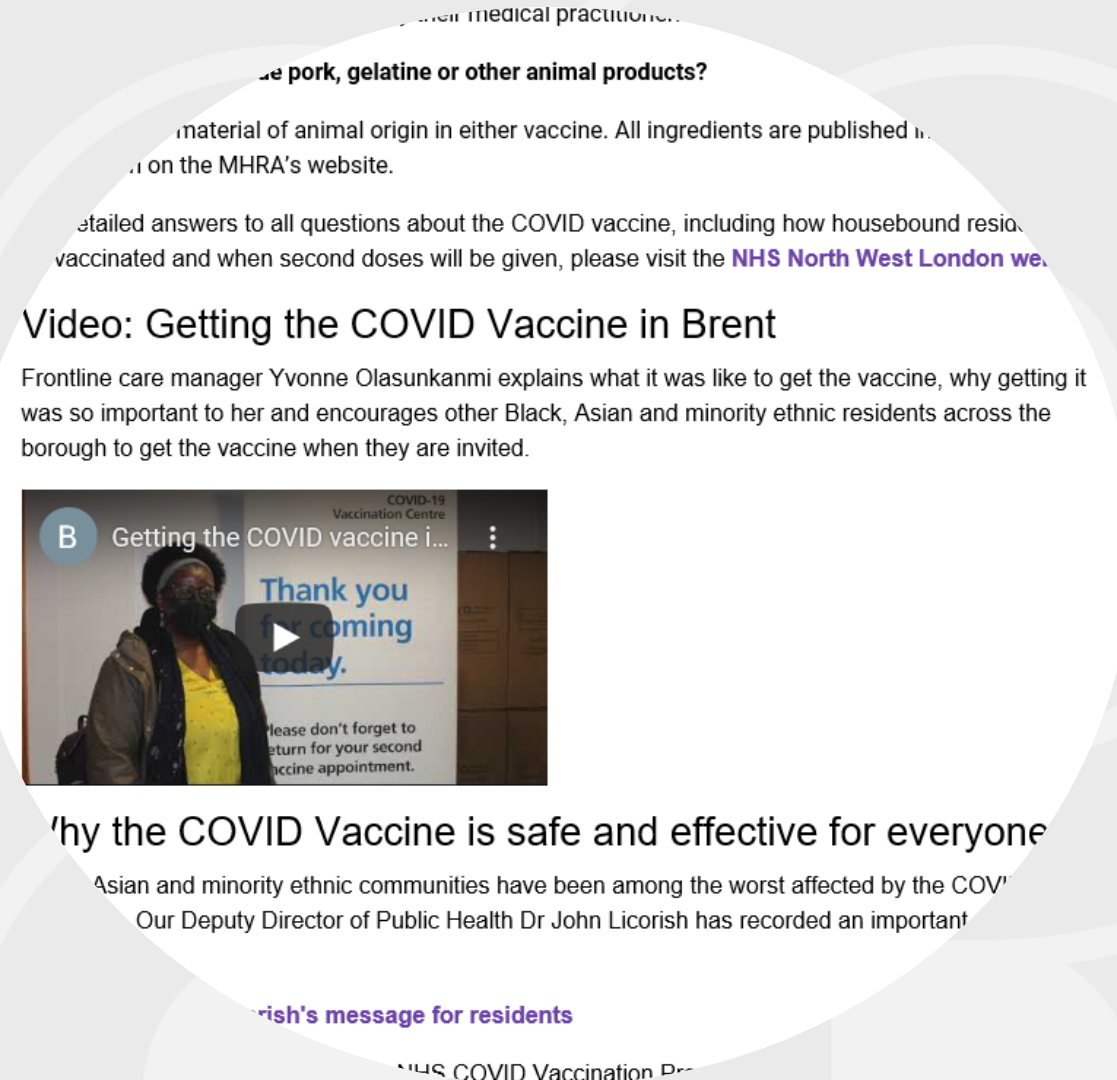 their medical practitioner.
pork, gelatine or other animal products?
material of animal origin in either vaccine. All ingredients are published
on the MHRA's website.
answers to all questions about the COVID vaccine, including how housebound
vaccinated and when second doses will be given, please visit the NHS North West London
Video: Getting the COVID Vaccine in Brent
Frontline care manager Yvonne Olasunkanmi explains what it was like to get the vaccine, why getting it
was so important to her and encourages other Black, Asian and minority ethnic residents across the
borough to get the vaccine when they are invited.
COVID-19
Vaccination Centre
B Getting the COVID vaccine i...
Thank you
for coming
today.
Please don't forget to
return for your second
vaccine appointment.
Why the COVID Vaccine is safe and effective for everyone
Asian and minority ethnic communities have been among the worst affected by the
Our Deputy Director of Public Health Dr John Licorish has recorded an important
message for residents
NHS COVID Vaccination